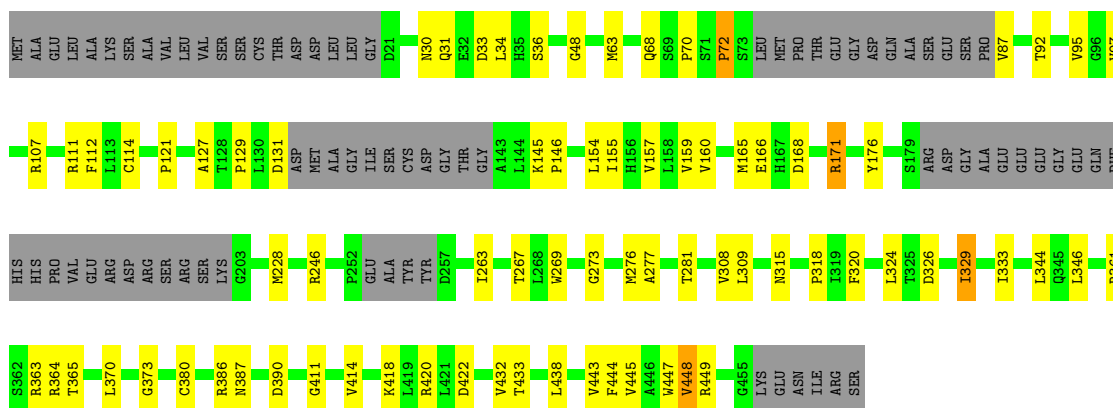 MET ALA GLU LEU ALA LYS SER ALA VAL LEU VAL SER SER CYS THR ASP ASP LEU LEU GLY D21 N30 Q31 E32 D33 L34 H35 S36 G48 M63 Q68 S69 P70 S71 P72 S73 LEU MET PRO THR GLU GLY ASP GLN ALA SER GLU SER PRO V87 T92 V95 G96
R107 R111 F112 L113 C114 P121 A127 T128 P129 L130 D131 ASP MET ALA GLY ILE SER CYS ASP GLY THR GLY A143 L144 K145 P146 L154 I155 H156 V157 L158 V159 V160 M165 E166 H167 D168 R171 Y176 S179 ARG ASP GLY ALA GLU GLU GLU GLY GLU GLN
HIS HIS PRO VAL GLU ARG ASP ARG SER ARG SER LYS G203 M228 R246 P252 GLU ALA TYR TYR D257 I263 T267 L268 W269 G273 M276 A277 T281 V308 L309 N315 P318 I319 F320 L324 T325 D326 I329 I333 L344 Q345 L346
S362 R363 R364 T365 L370 G373 C380 R386 N387 D390 G411 V414 K418 L419 R420 L421 D422 V432 T433 L438 V443 F444 V445 A446 W447 V448 R449 G455 LYS GLU ASN ILE ARG SER